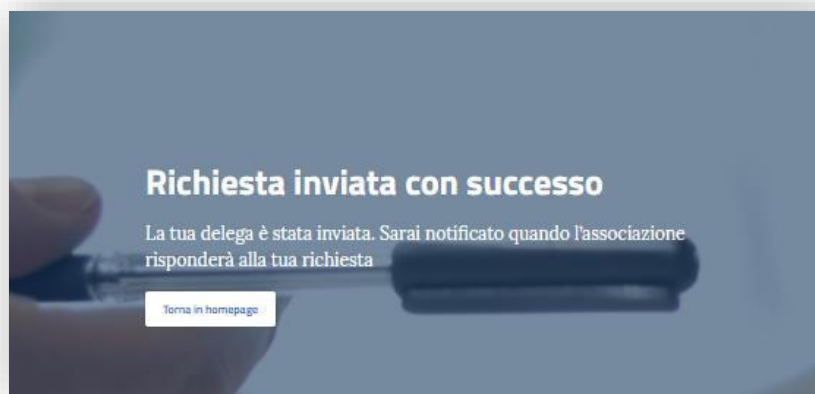 Richiesta inviata con successo
La tua delega è stata inviata. Sarai notificato quando l'associazione
risponderà alla tua richiesta
Torna in homepage